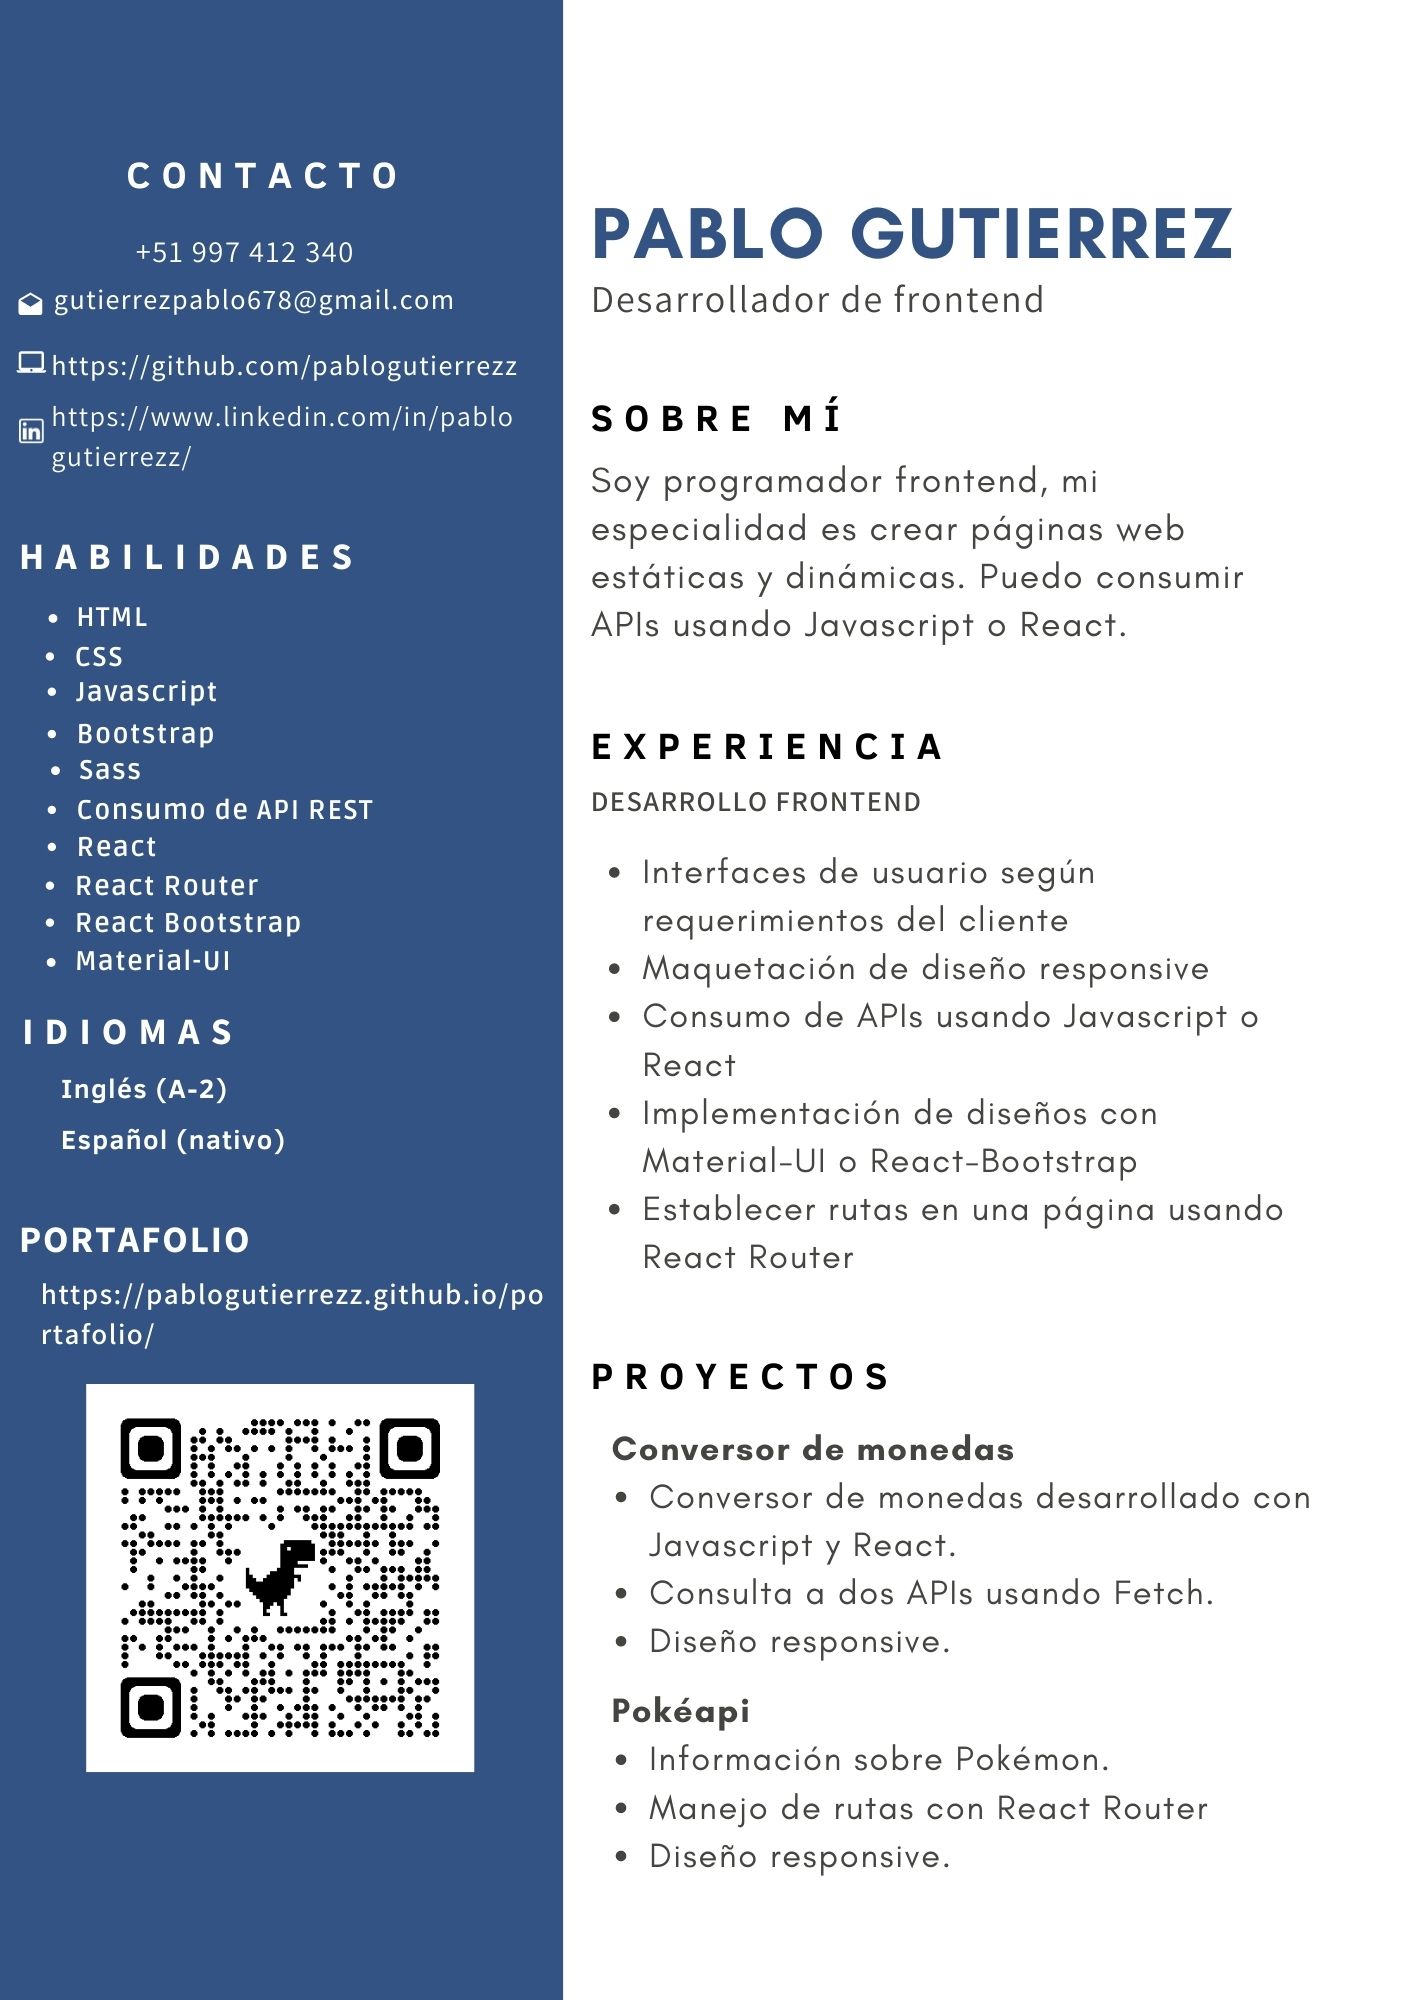 CONTACTO
+51 997 412 340
gutierrezpablo678@gmail.com
https://github.com/pablogutierrezz
https://www.linkedin.com/in/pablo
gutierrezz/
HABILIDADES
• HTML
• CSS
• Javascript
• Bootstrap
• Sass
• Consumo de API REST
• React
• React Router
• React Bootstrap
• Material-UI
IDIOMAS
Inglés (A-2)
Español (nativo)
PORTAFOLIO
https://pablogutierrezz.github.io/po
rtafolio/
PABLO GUTIERREZ
Desarrollador de frontend
SOBRE MÍ
Soy programador frontend, mi
especialidad es crear páginas web
estáticas y dinámicas. Puedo consumir
APIs usando Javascript o React.
EXPERIENCIA
DESARROLLO FRONTEND
• Interfaces de usuario según
requerimientos del cliente
• Maquetación de diseño responsive
• Consumo de APIs usando Javascript o
React
• Implementación de diseños con
Material-UI o React-Bootstrap
• Establecer rutas en una página usando
React Router
PROYECTOS
Conversor de monedas
• Conversor de monedas desarrollado con
Javascript y React.
• Consulta a dos APIs usando Fetch.
• Diseño responsive.
Pokéapi
• Información sobre Pokémon.
• Manejo de rutas con React Router
• Diseño responsive.